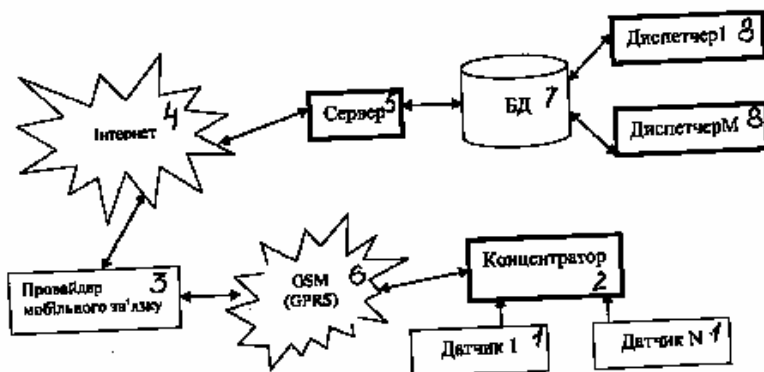 Диспетчер1 8
Інтернет 4
Сервер 5
БД 7
ДиспетчерМ 8
Провайдер
мобільного зв'язку 3
GSM
(GPRS) 6
Концентратор
2
Датчик 1 1
Датчик N 1